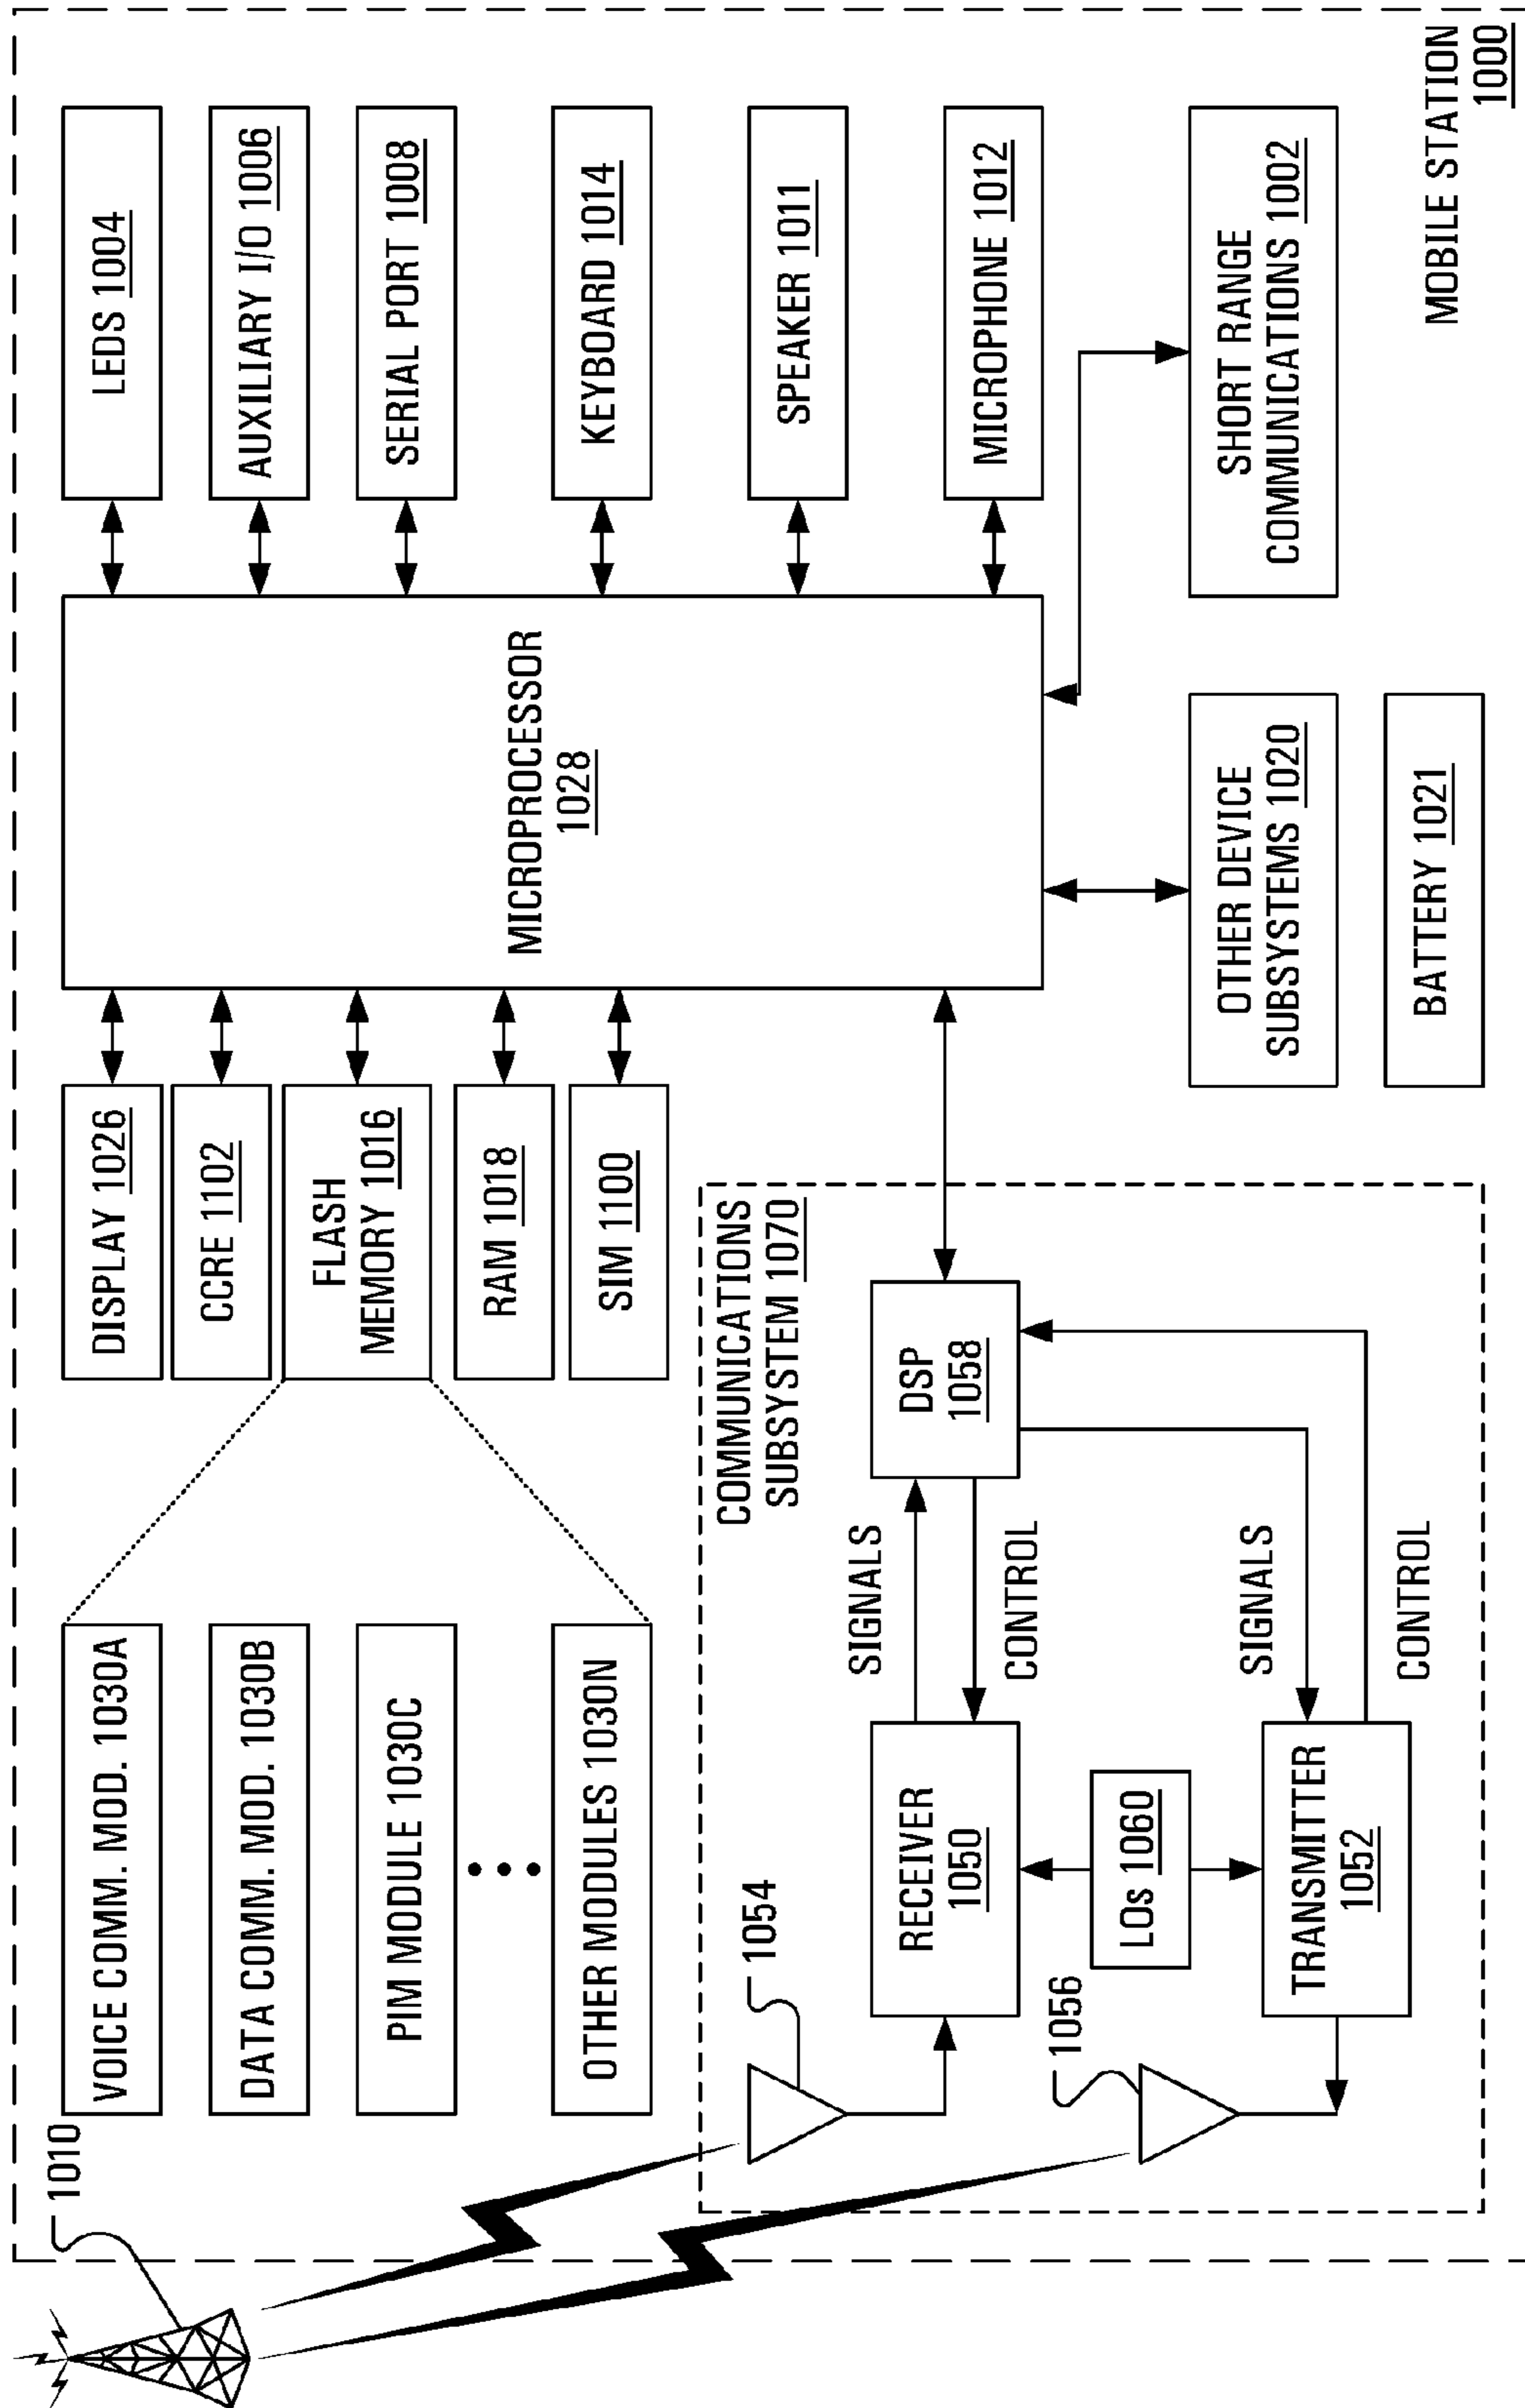 1010
VOICE COMM. MOD. 1030A
DATA COMM. MOD. 1030B
PIM MODULE 1030C
OTHER MODULES 1030N
DISPLAY 1026
CCRE 1102
FLASH
MEMORY 1016
RAM 1018
SIM 1100
MICROPROCESSOR
1028
LEDS 1004
AUXILIARY I/O 1006
SERIAL PORT 1008
KEYBOARD 1014
SPEAKER 1011
MICROPHONE 1012
COMMUNICATIONS
SUBSYSTEM 1070
1054
RECEIVER
1050
SIGNALS
CONTROL
DSP
1058
1056
LOs 1060
TRANSMITTER
1052
SIGNALS
CONTROL
OTHER DEVICE
SUBSYSTEMS 1020
SHORT RANGE
COMMUNICATIONS 1002
BATTERY 1021
MOBILE STATION
1000